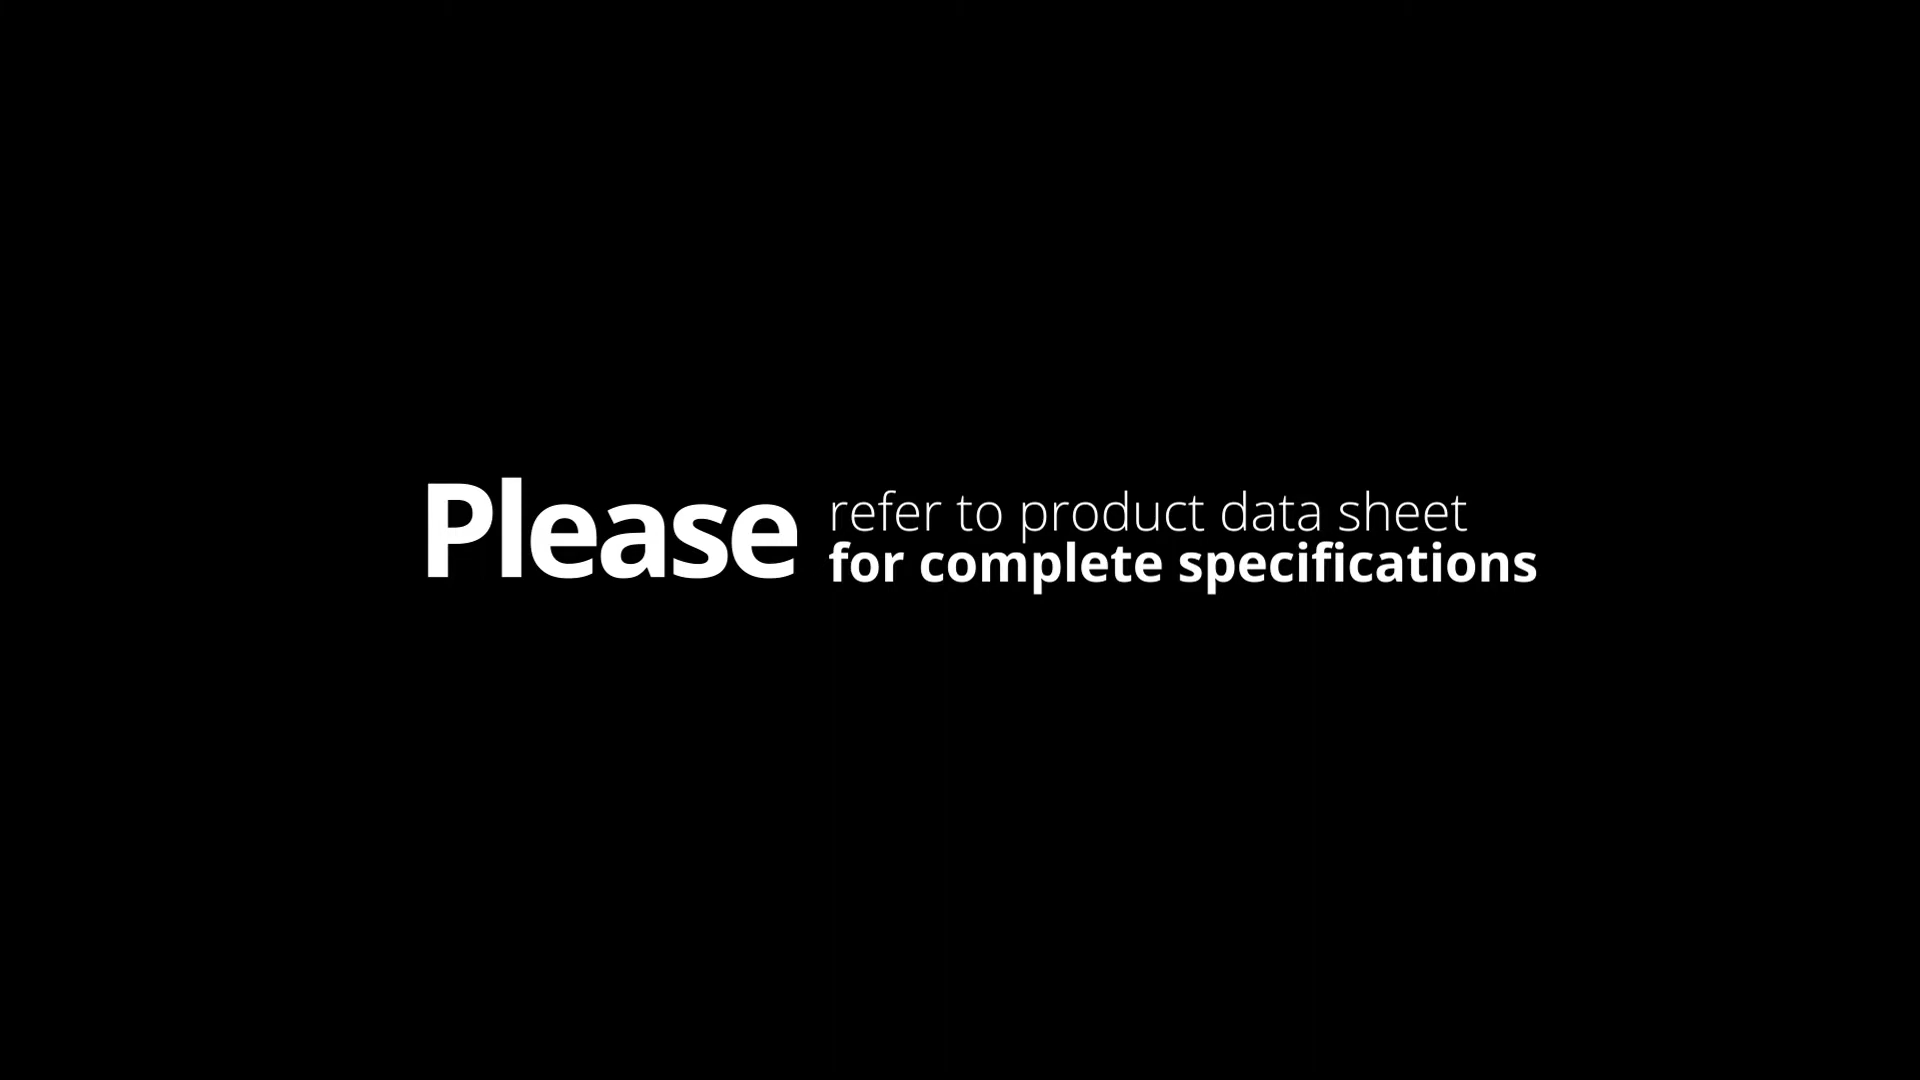 Please
refer to product data sheet
for complete specifications